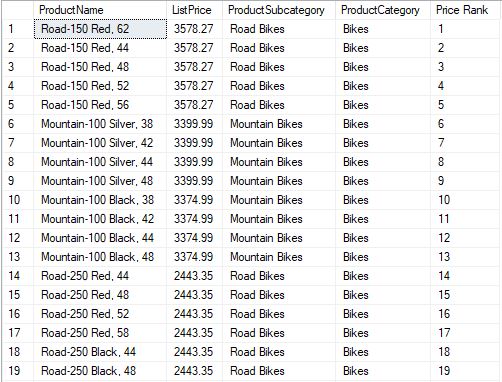 ProductName ListPrice ProductSubcategory ProductCategory Price Rank
1 Road-150 Red, 62 3578.27 Road Bikes Bikes 1
2 Road-150 Red, 44 3578.27 Road Bikes Bikes 2
3 Road-150 Red, 48 3578.27 Road Bikes Bikes 3
4 Road-150 Red, 52 3578.27 Road Bikes Bikes 4
5 Road-150 Red, 56 3578.27 Road Bikes Bikes 5
6 Mountain-100 Silver, 38 3399.99 Mountain Bikes Bikes 6
7 Mountain-100 Silver, 42 3399.99 Mountain Bikes Bikes 7
8 Mountain-100 Silver, 44 3399.99 Mountain Bikes Bikes 8
9 Mountain-100 Silver, 48 3399.99 Mountain Bikes Bikes 9
10 Mountain-100 Black, 38 3374.99 Mountain Bikes Bikes 10
11 Mountain-100 Black, 42 3374.99 Mountain Bikes Bikes 11
12 Mountain-100 Black, 44 3374.99 Mountain Bikes Bikes 12
13 Mountain-100 Black, 48 3374.99 Mountain Bikes Bikes 13
14 Road-250 Red, 44 2443.35 Road Bikes Bikes 14
15 Road-250 Red, 48 2443.35 Road Bikes Bikes 15
16 Road-250 Red, 52 2443.35 Road Bikes Bikes 16
17 Road-250 Red, 58 2443.35 Road Bikes Bikes 17
18 Road-250 Black, 44 2443.35 Road Bikes Bikes 18
19 Road-250 Black, 48 2443.35 Road Bikes Bikes 19